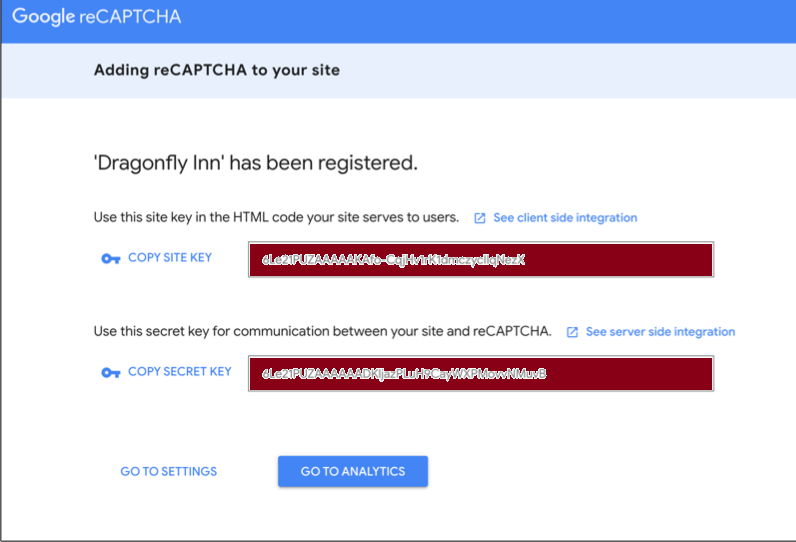 Google reCAPTCHA
Adding reCAPTCHA to your site
'Dragonfly Inn' has been registered.
Use this site key in the HTML code your site serves to users. See client side integration
COPY SITE KEY
Use this secret key for communication between your site and reCAPTCHA. See server side integration
COPY SECRET KEY
GO TO SETTINGS GO TO ANALYTICS